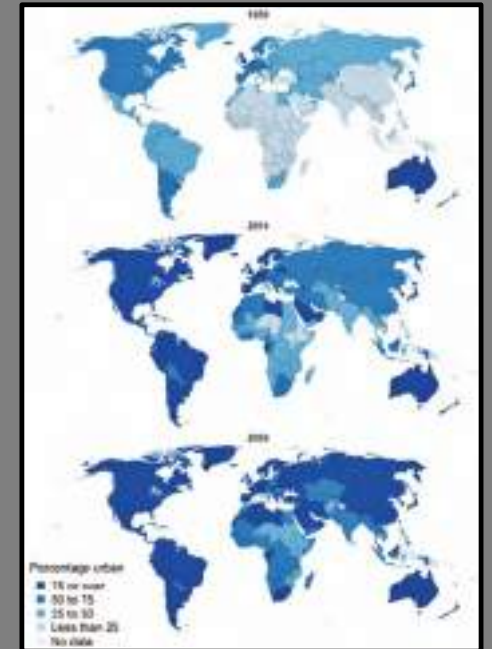 1950
2014
2050
Percentage urban
75 or over
50 to 75
25 to 50
Less than 25
No data